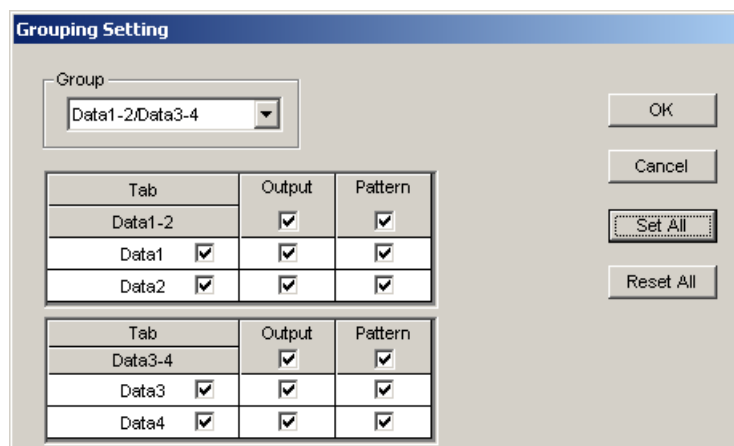 Grouping Setting
Group
Data1-2/Data3-4
OK
Cancel
Set All
Reset All
Tab Output Pattern
Data1-2
Data1
Data2
Tab Output Pattern
Data3-4
Data3
Data4